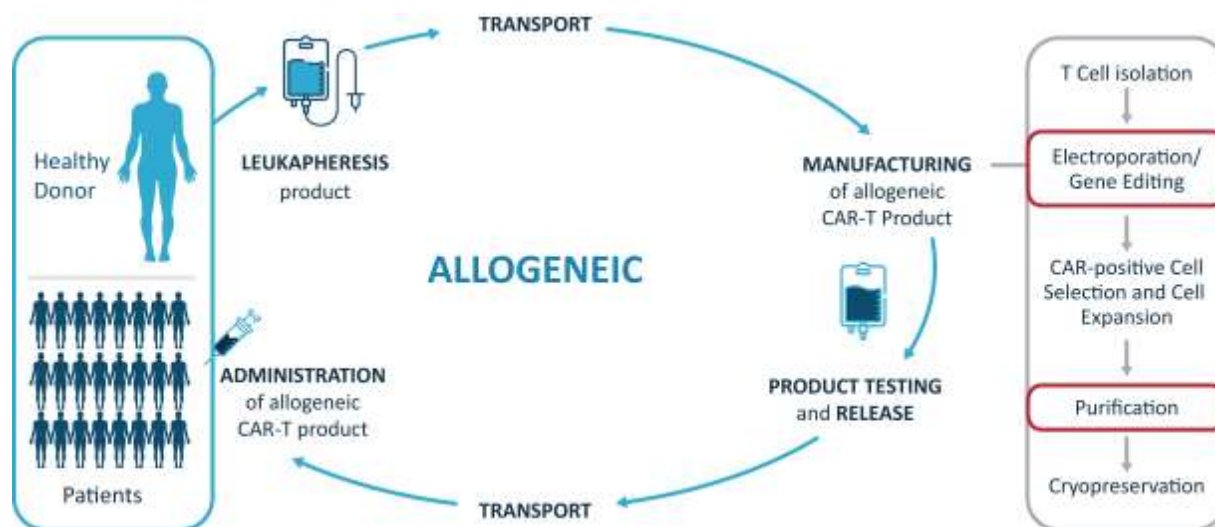 TRANSPORT
Healthy
Donor
LEUKAPHERESIS
product
MANUFACTURING
of allogeneic
CAR-T Product
ALLOGENEIC
PRODUCT TESTING
and RELEASE
TRANSPORT
ADMINISTRATION
of allogeneic
CAR-T product
Patients
T Cell isolation
Electroporation/
Gene Editing
CAR-positive Cell
Selection and Cell
Expansion
Purification
Cryopreservation